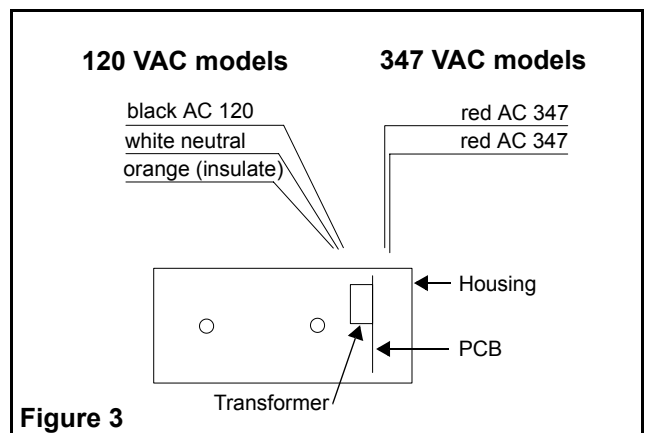 120 VAC models
347 VAC models
black AC 120
white neutral
orange (insulate)
red AC 347
red AC 347
Housing
PCB
Transformer
Figure 3